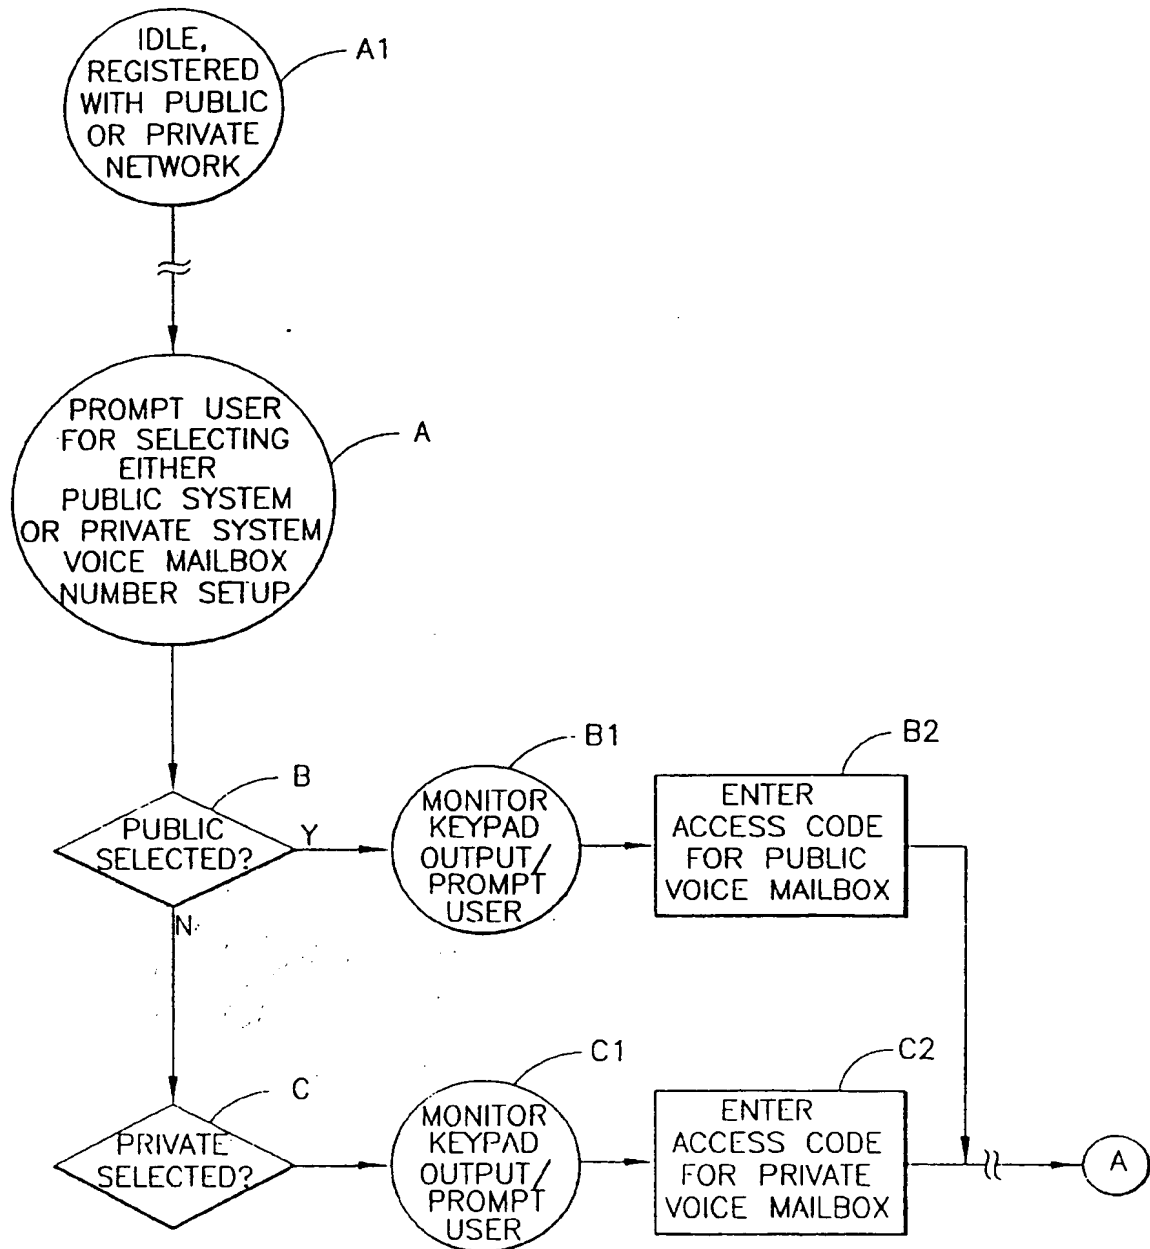 IDLE,
REGISTERED
WITH PUBLIC
OR PRIVATE
NETWORK
A1
PROMPT USER
FOR SELECTING
EITHER
PUBLIC SYSTEM
OR PRIVATE SYSTEM
VOICE MAILBOX
NUMBER SETUP
A
PUBLIC
SELECTED?
B
Y
N
MONITOR
KEYPAD
OUTPUT/
PROMPT
USER
B1
ENTER
ACCESS CODE
FOR PUBLIC
VOICE MAILBOX
B2
PRIVATE
SELECTED?
C
MONITOR
KEYPAD
OUTPUT/
PROMPT
USER
C1
ENTER
ACCESS CODE
FOR PRIVATE
VOICE MAILBOX
C2
A